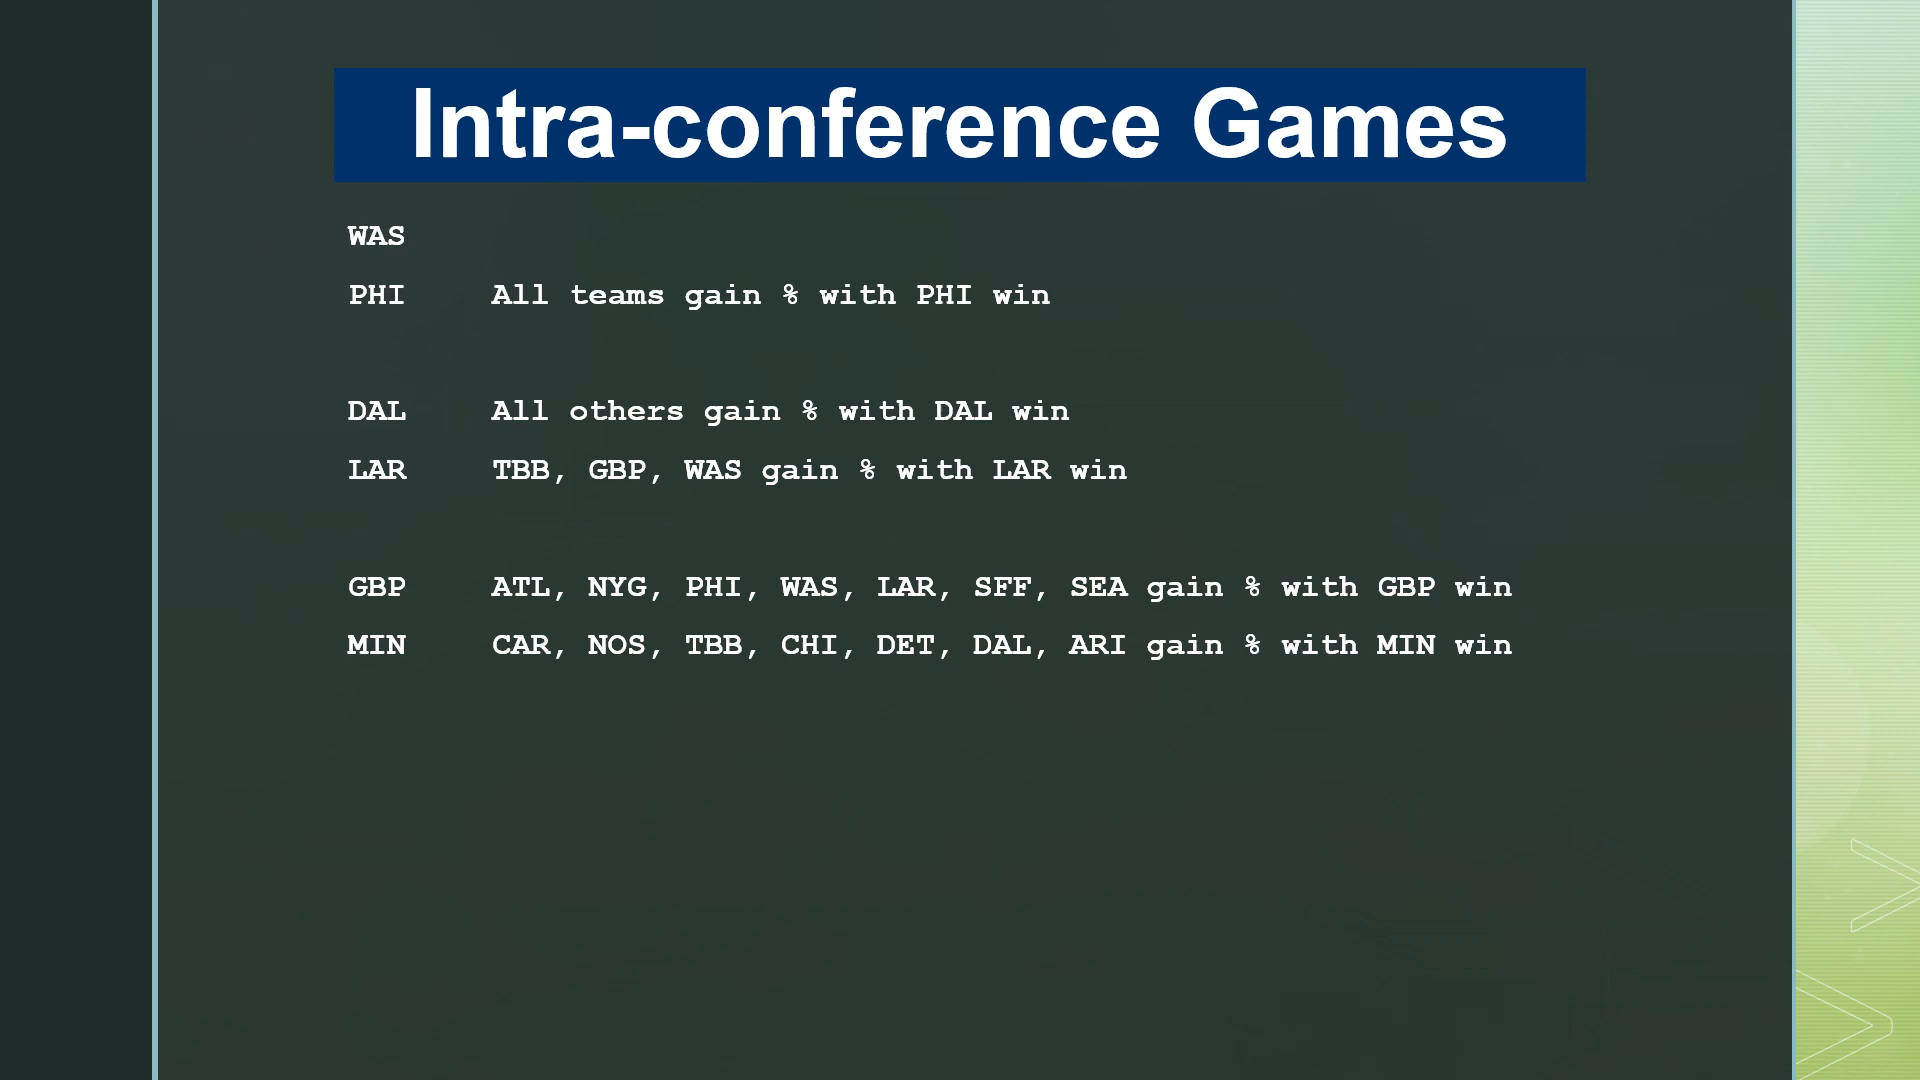 Intra-conference Games
WAS
PHI All teams gain % with PHI win
DAL All others gain % with DAL win
LAR TBB, GBP, WAS gain % with LAR win
GBP ATL, NYG, PHI, WAS, LAR, SFF, SEA gain % with GBP win
MIN CAR, NOS, TBB, CHI, DET, DAL, ARI gain % with MIN win